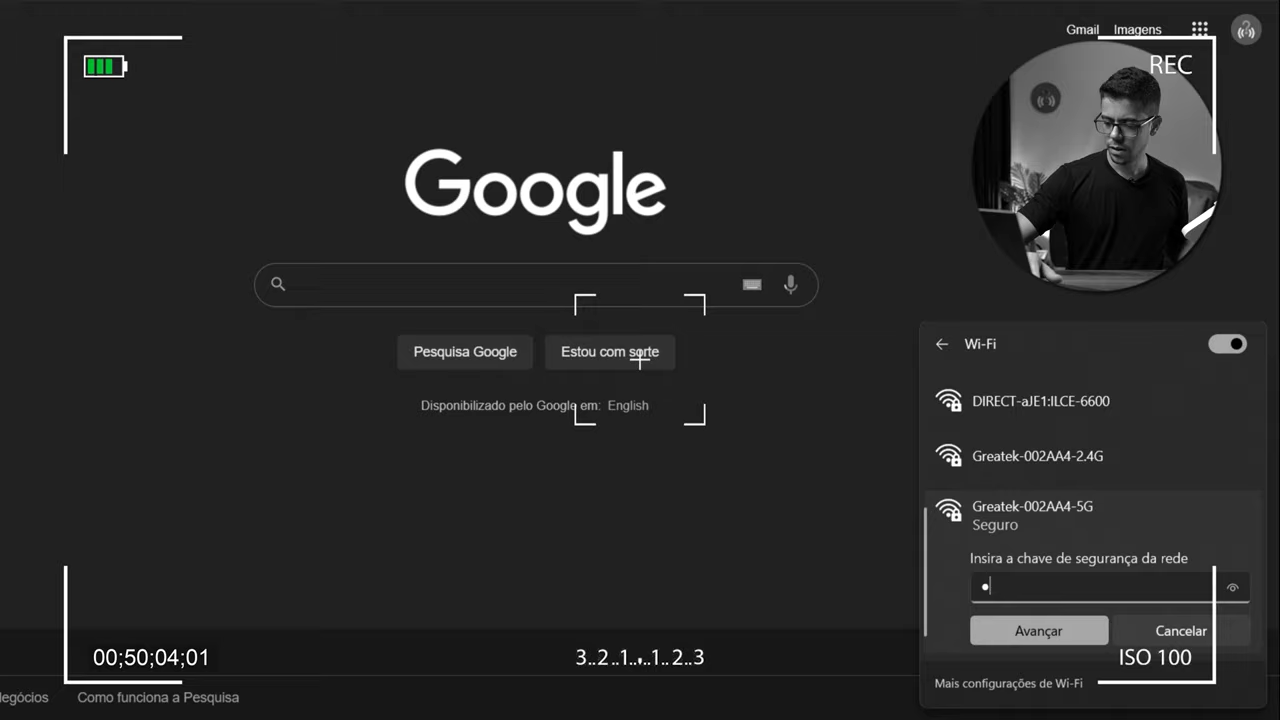 Gmail Imagens
REC
Google
Pesquisa Google Estou com sorte
Disponibilizado pelo Google em: English
Wi-Fi
DIRECT-aJE1:ILCE-6600
Greatek-002AA4-2.4G
Greatek-002AA4-5G
Seguro
Insira a chave de segurança da rede
Avançar Cancelar
00;50;04;01
3..2..1..,..1..2..3
ISO 100
Mais configurações de Wi-Fi
Como funciona a Pesquisa